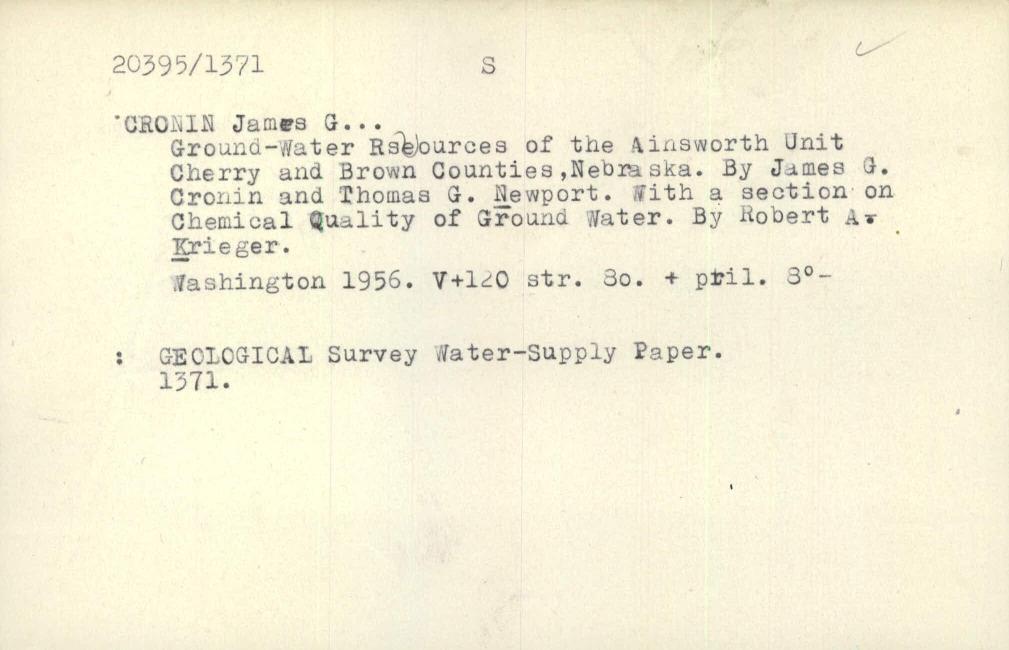 20395/1371 S
CRONIN James G...
Ground-Water Rseources of the Ainsworth Unit
Cherry and Brown Counties,Nebraska. By James G.
Cronin and Thomas G. Newport. With a section on
Chemical Quality of Ground Water. By Robert A.
Krieger.
Washington 1956. V+120 str. 8o. + pril. 8°-
: GEOLOGICAL Survey Water-Supply Paper.
1371.